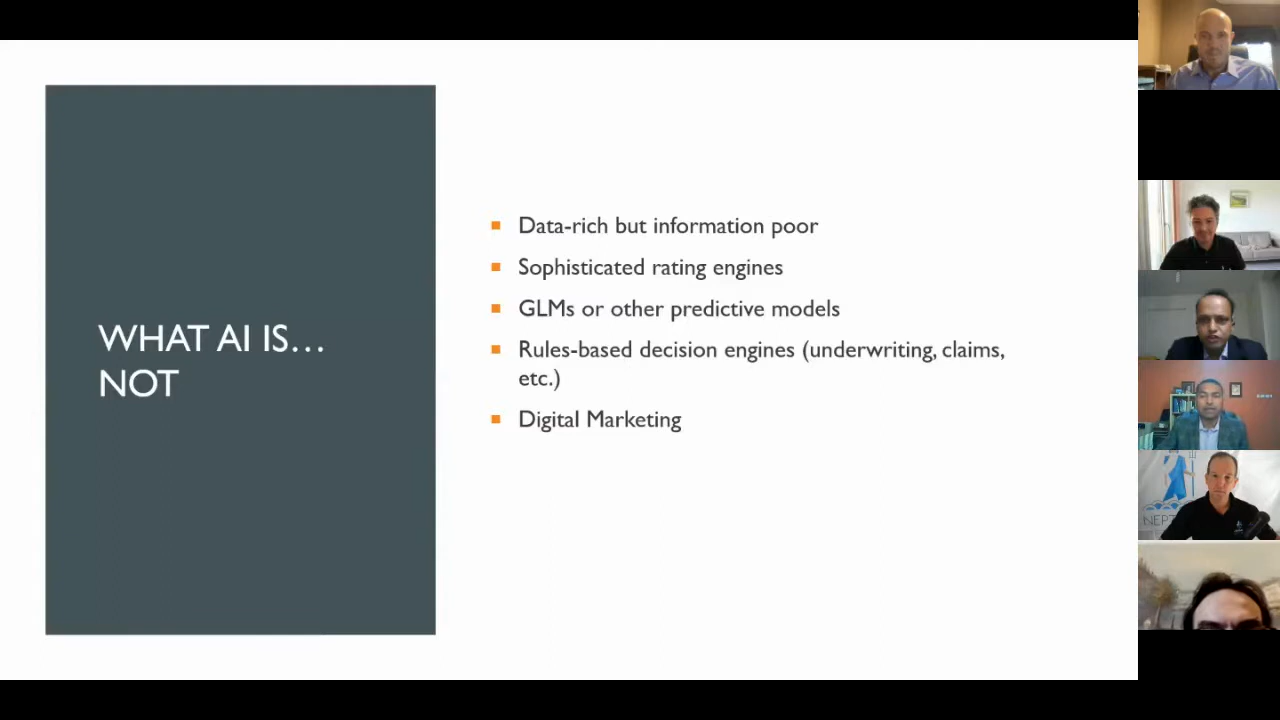 WHAT AI IS…
NOT
Data-rich but information poor
Sophisticated rating engines
GLMs or other predictive models
Rules-based decision engines (underwriting, claims,
etc.)
Digital Marketing
NEPT